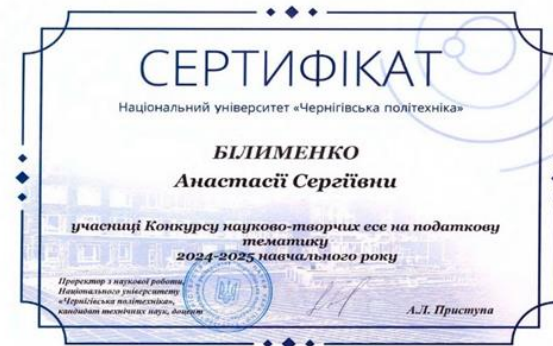 СЕРТИФІКАТ
Національний університет «Чернігівська політехніка»
БІЛИМЕНКО
Анастасії Сергіївни
учасниці Конкурсу науково-творчих есе на податкову
тематику
2024-2025 навчального року
Проректор з наукової роботи
Національного університету
«Чернігівська політехніка»,
кандидат технічних наук, доцент
А.Л. Приступа